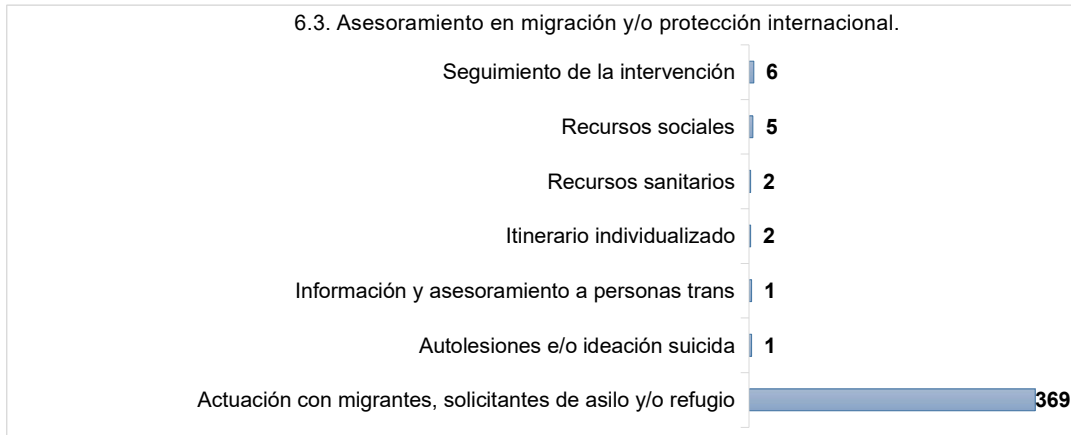 6.3. Asesoramiento en migración y/o protección internacional.
Seguimiento de la intervención 6
Recursos sociales 5
Recursos sanitarios 2
Itinerario individualizado 2
Información y asesoramiento a personas trans 1
Autolesiones e/o ideación suicida 1
Actuación con migrantes, solicitantes de asilo y/o refugio 369